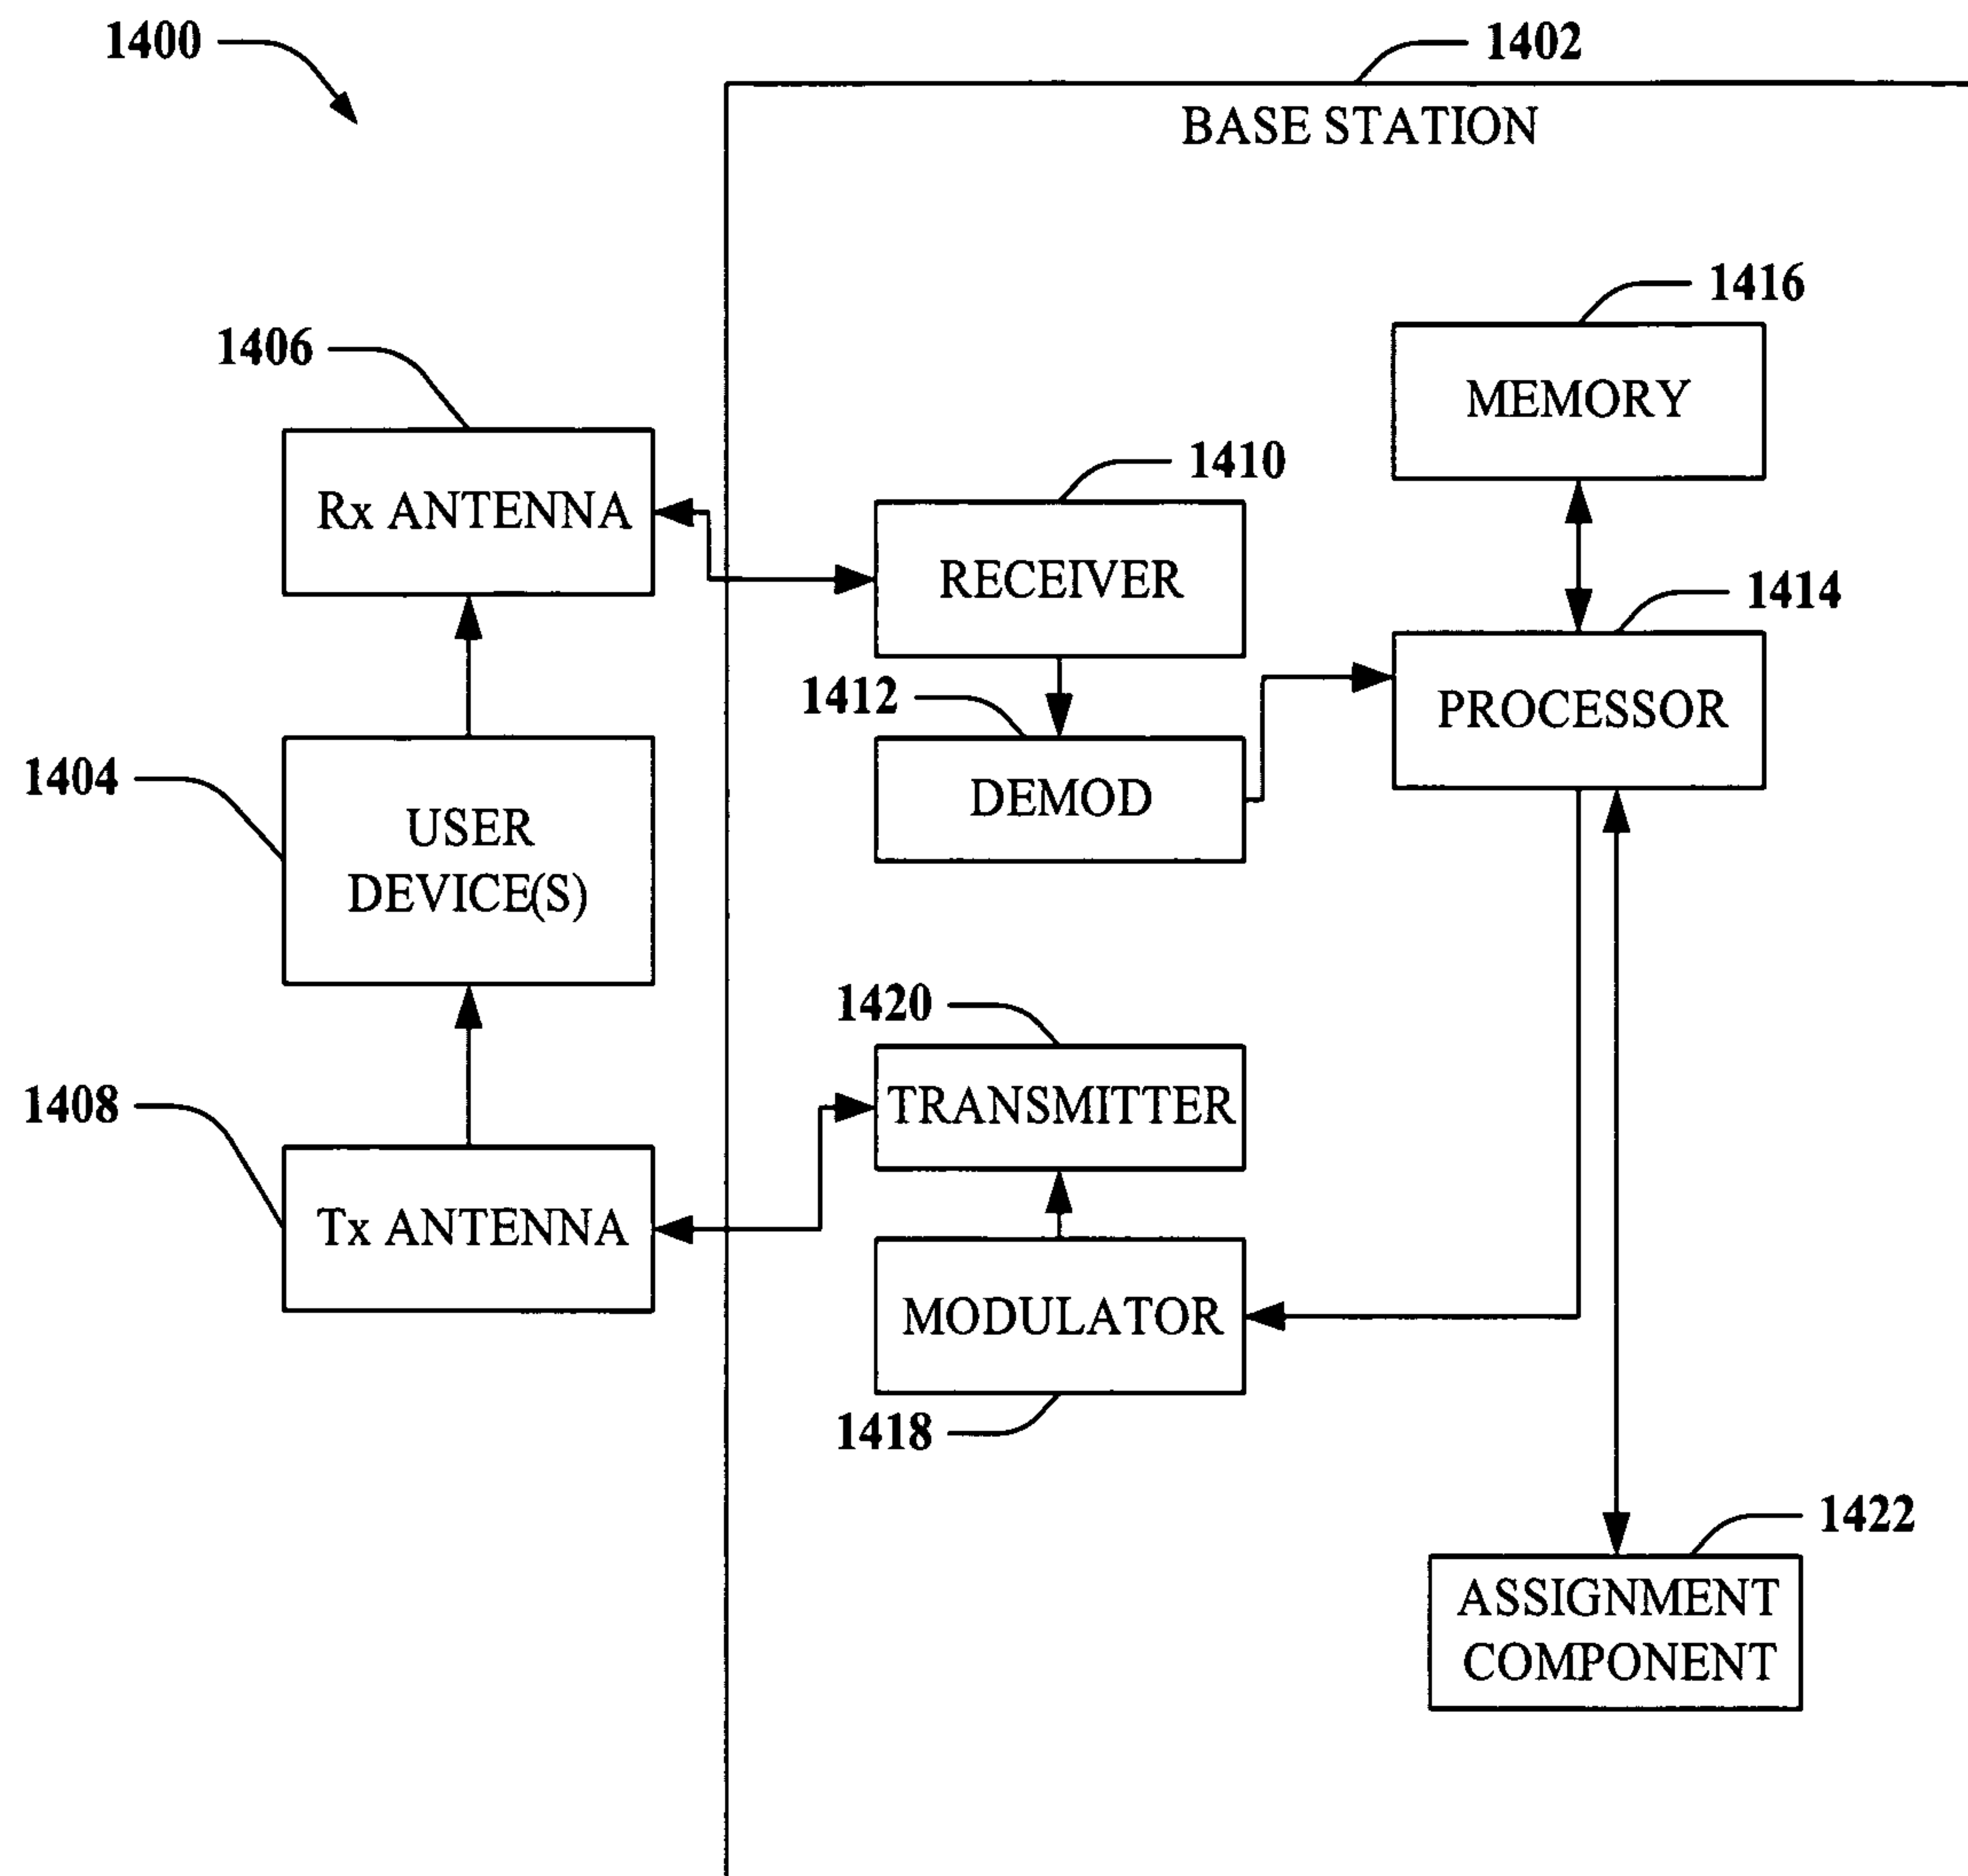 1400
1402
BASE STATION
1416
1406
MEMORY
1410
Rx ANTENNA
RECEIVER
1414
1412
PROCESSOR
1404
DEMOD
USER
DEVICE(S)
1420
1408
TRANSMITTER
Tx ANTENNA
MODULATOR
1418
1422
ASSIGNMENT
COMPONENT